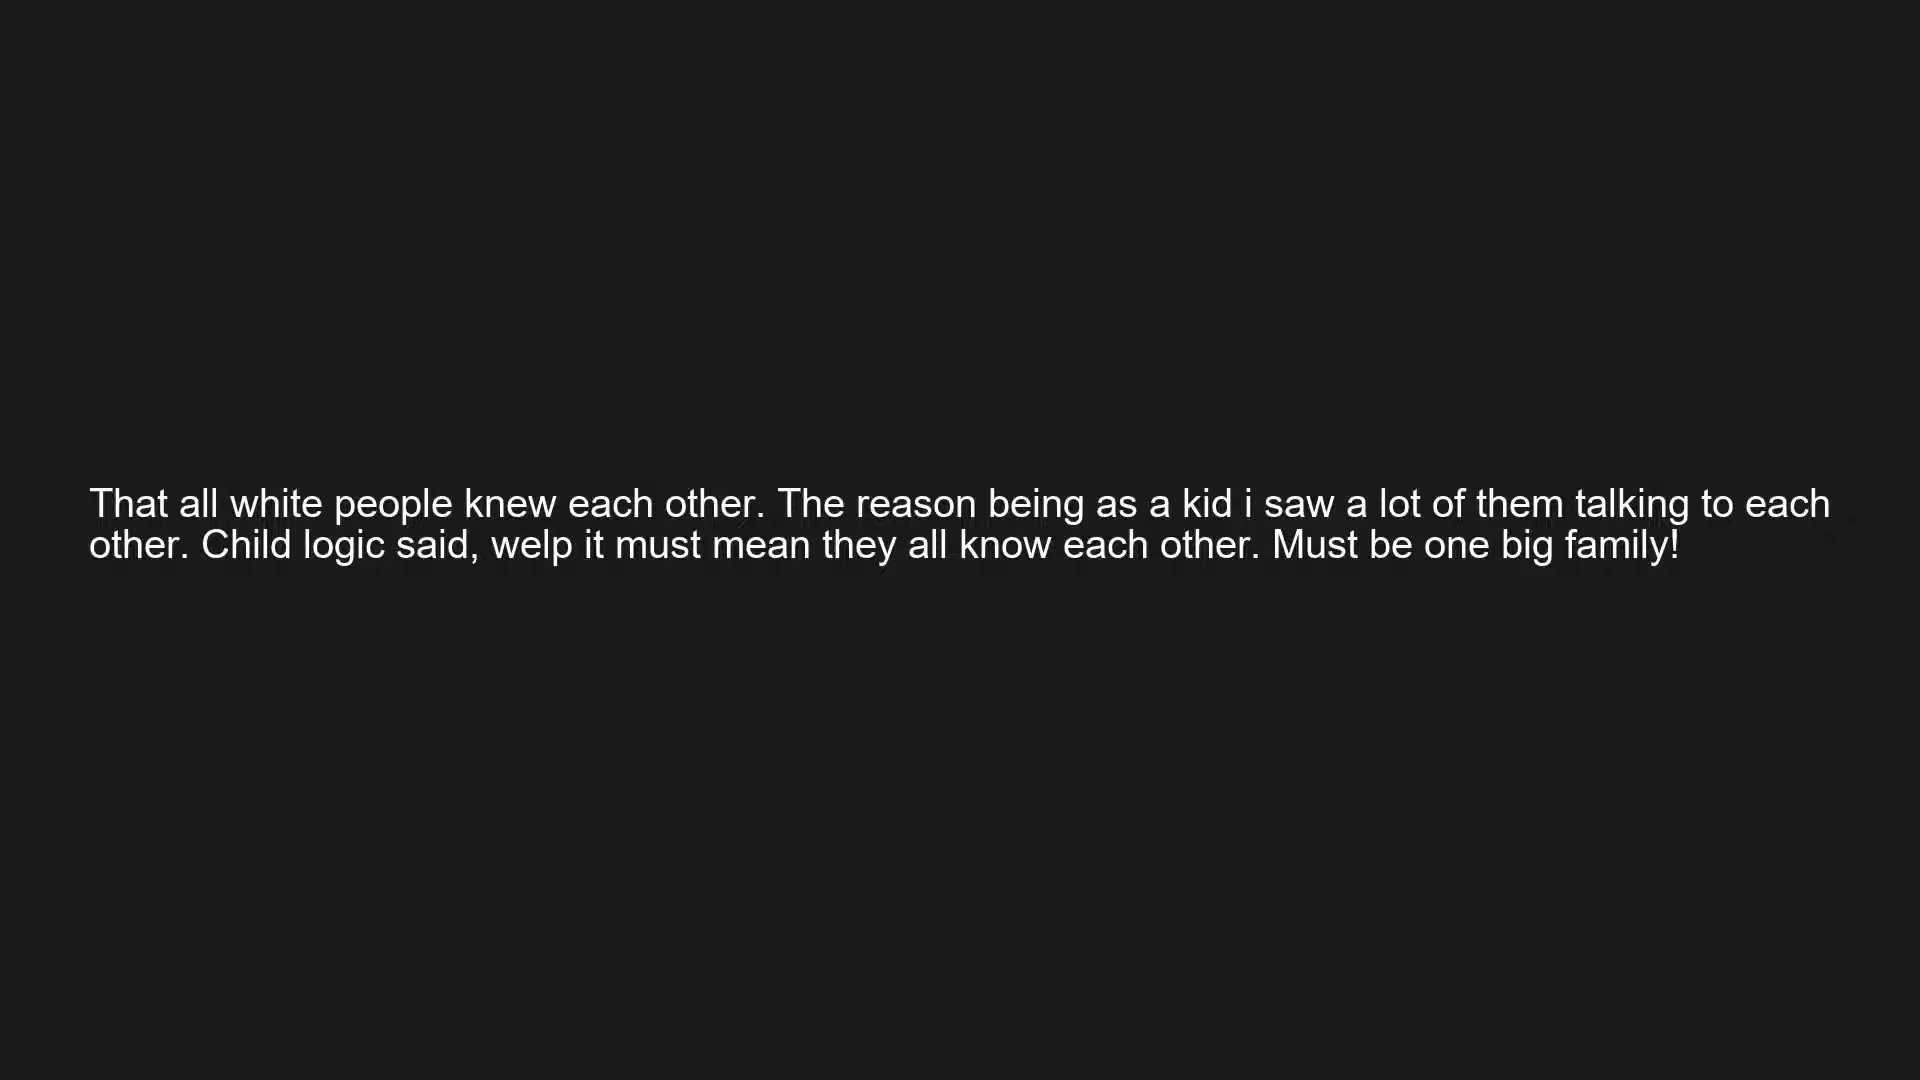 That all white people knew each other. The reason being as a kid i saw a lot of them talking to each
other. Child logic said, welp it must mean they all know each other. Must be one big family!